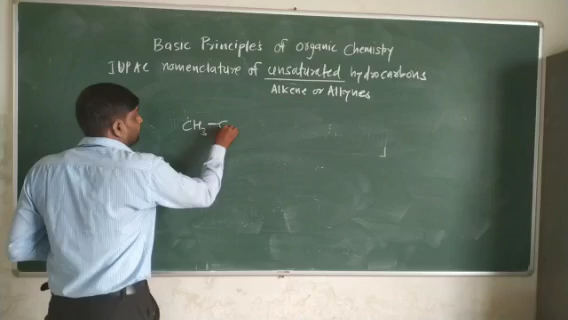 Basic Principles of Organic Chemistry
IUPAC nomenclature of unsaturated hydrocarbons
Alkene or Alkynes
CH₃ – C